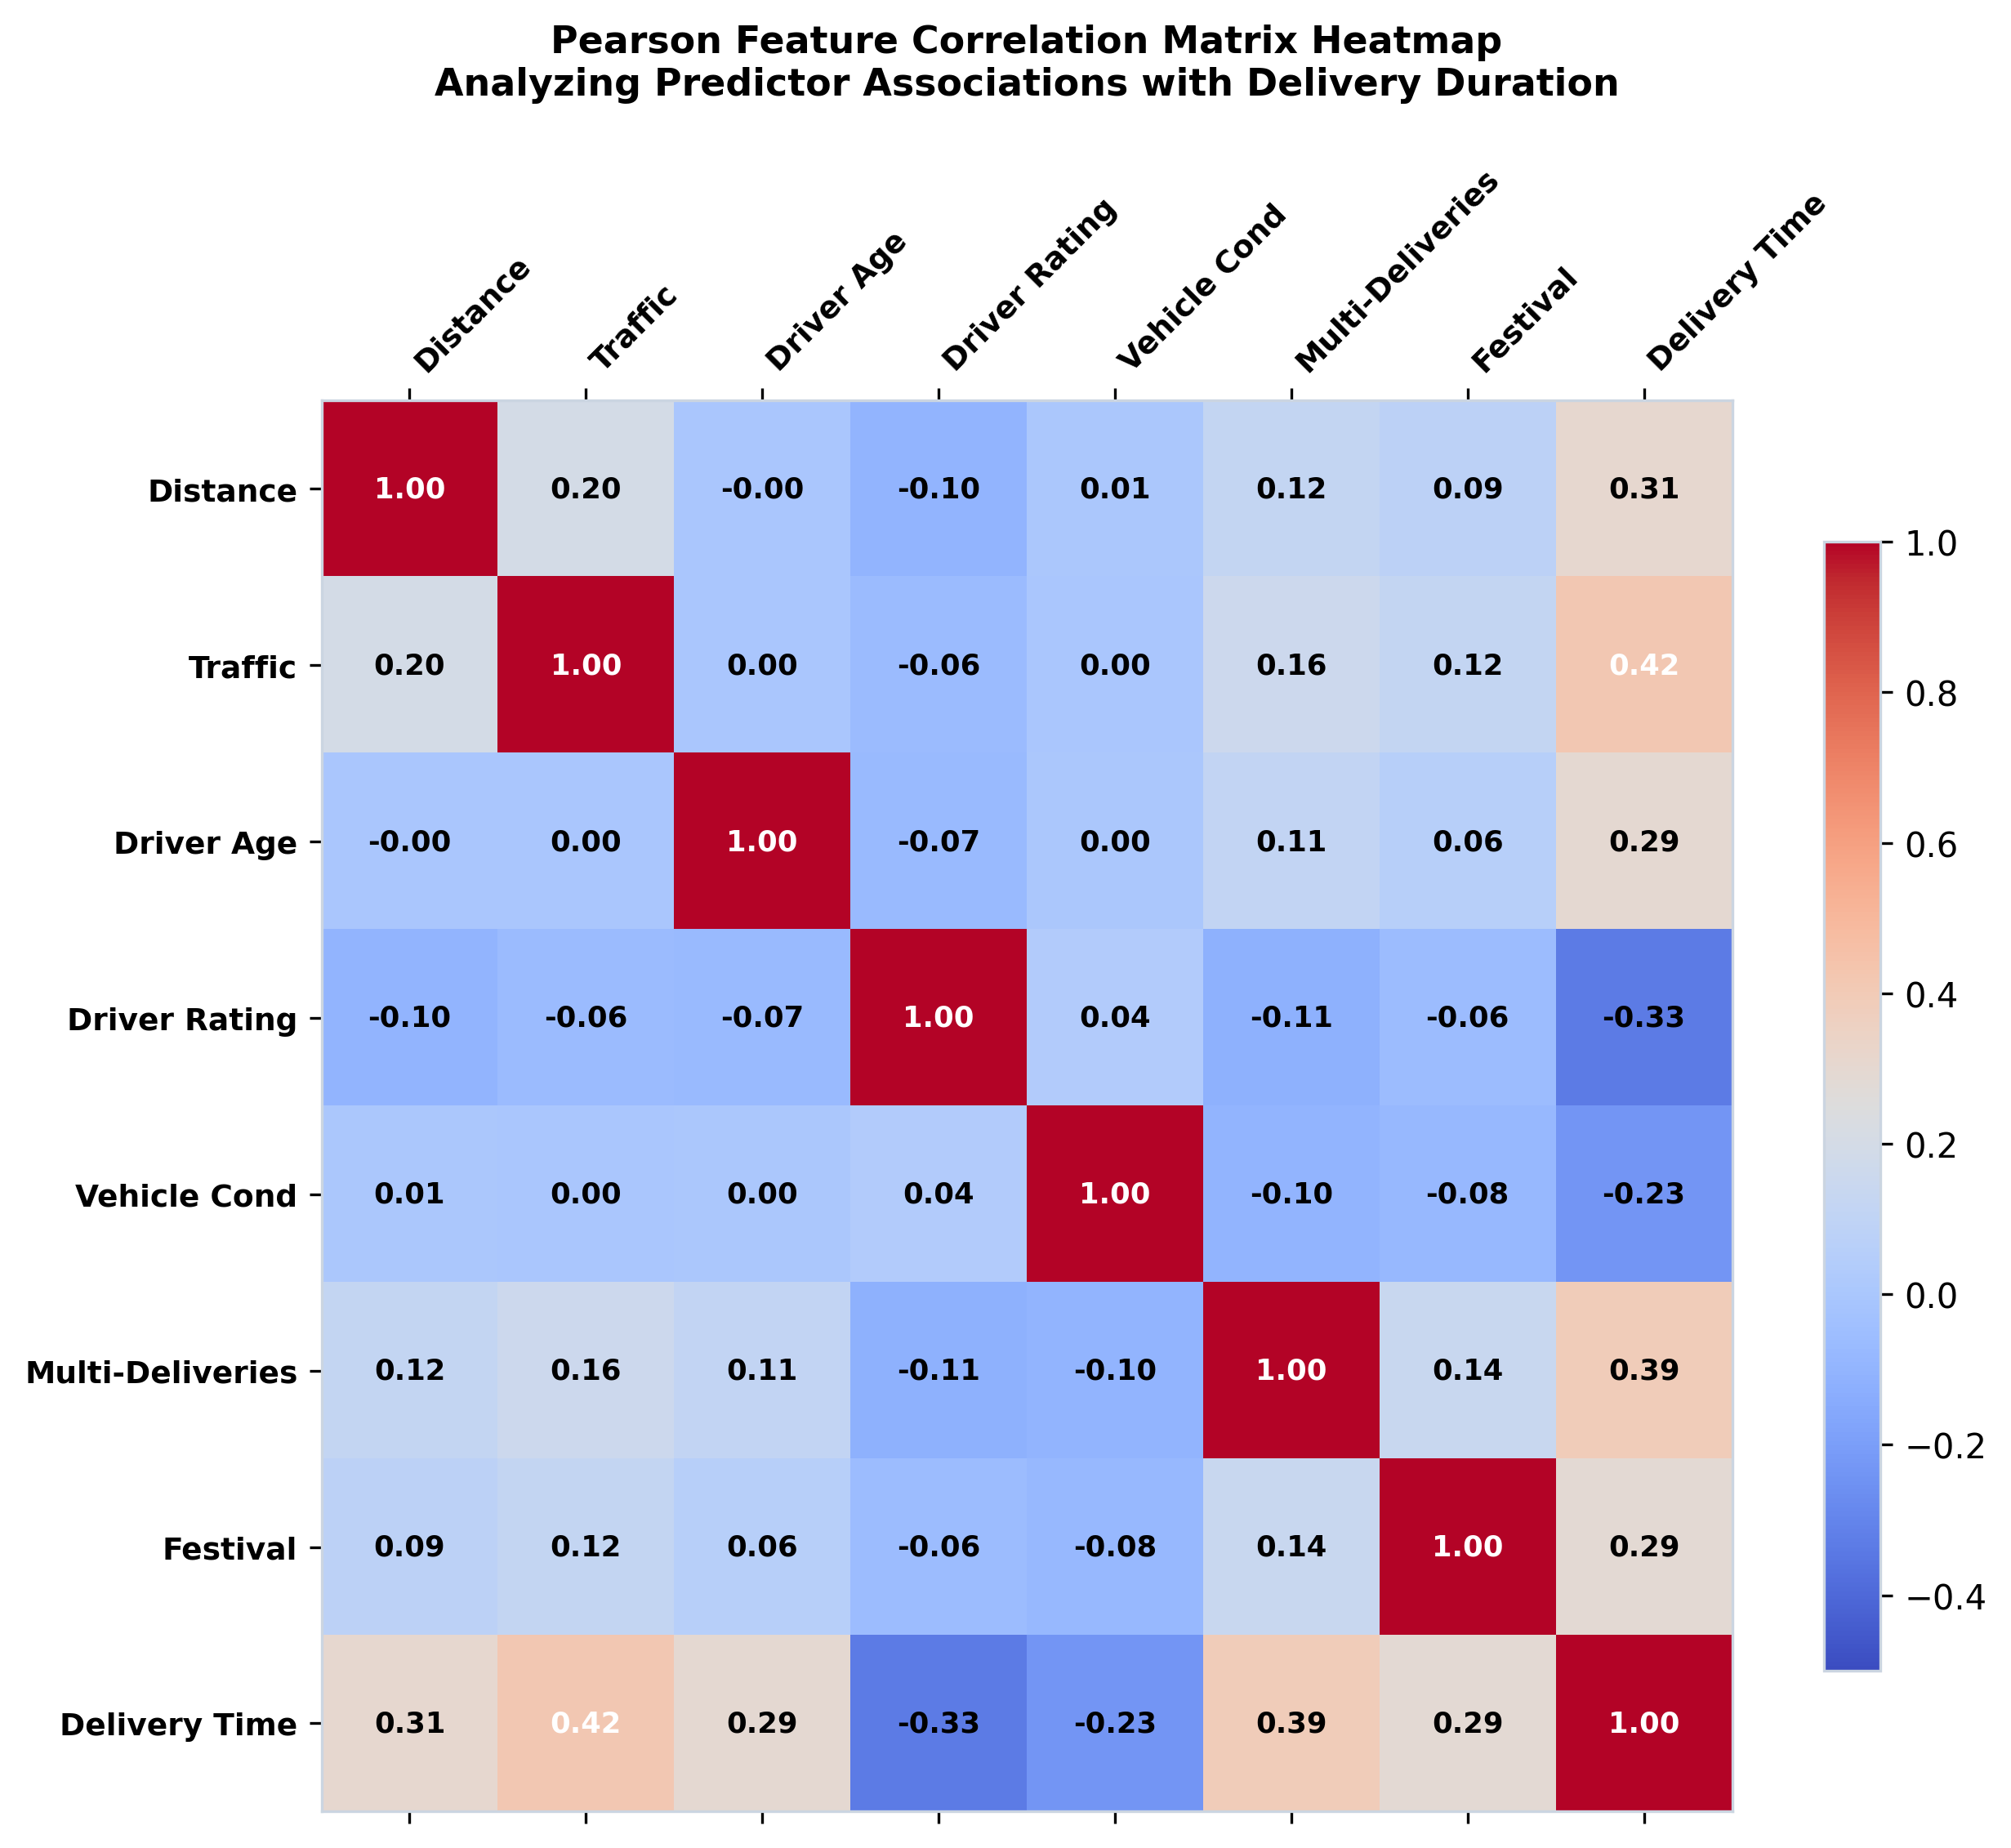 Pearson Feature Correlation Matrix Heatmap
Analyzing Predictor Associations with Delivery Duration
Distance Traffic Driver Age Driver Rating Vehicle Cond Multi-Deliveries Festival Delivery Time
Distance 1.00 0.20 -0.00 -0.10 0.01 0.12 0.09 0.31
Traffic 0.20 1.00 0.00 -0.06 0.00 0.16 0.12 0.42
Driver Age -0.00 0.00 1.00 -0.07 0.00 0.11 0.06 0.29
Driver Rating -0.10 -0.06 -0.07 1.00 0.04 -0.11 -0.06 -0.33
Vehicle Cond 0.01 0.00 0.00 0.04 1.00 -0.10 -0.08 -0.23
Multi-Deliveries 0.12 0.16 0.11 -0.11 -0.10 1.00 0.14 0.39
Festival 0.09 0.12 0.06 -0.06 -0.08 0.14 1.00 0.29
Delivery Time 0.31 0.42 0.29 -0.33 -0.23 0.39 0.29 1.00
1.0
0.8
0.6
0.4
0.2
0.0
−0.2
−0.4